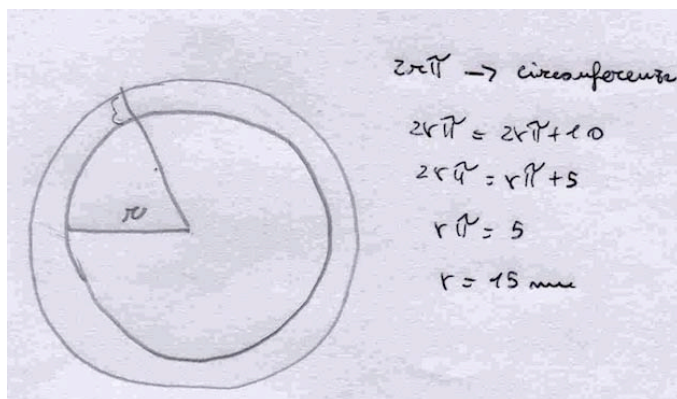 r
2rπ → circonferenza
2rπ = 2rπ + 10
2rπ = rπ + 5
rπ = 5
r = 15 mm